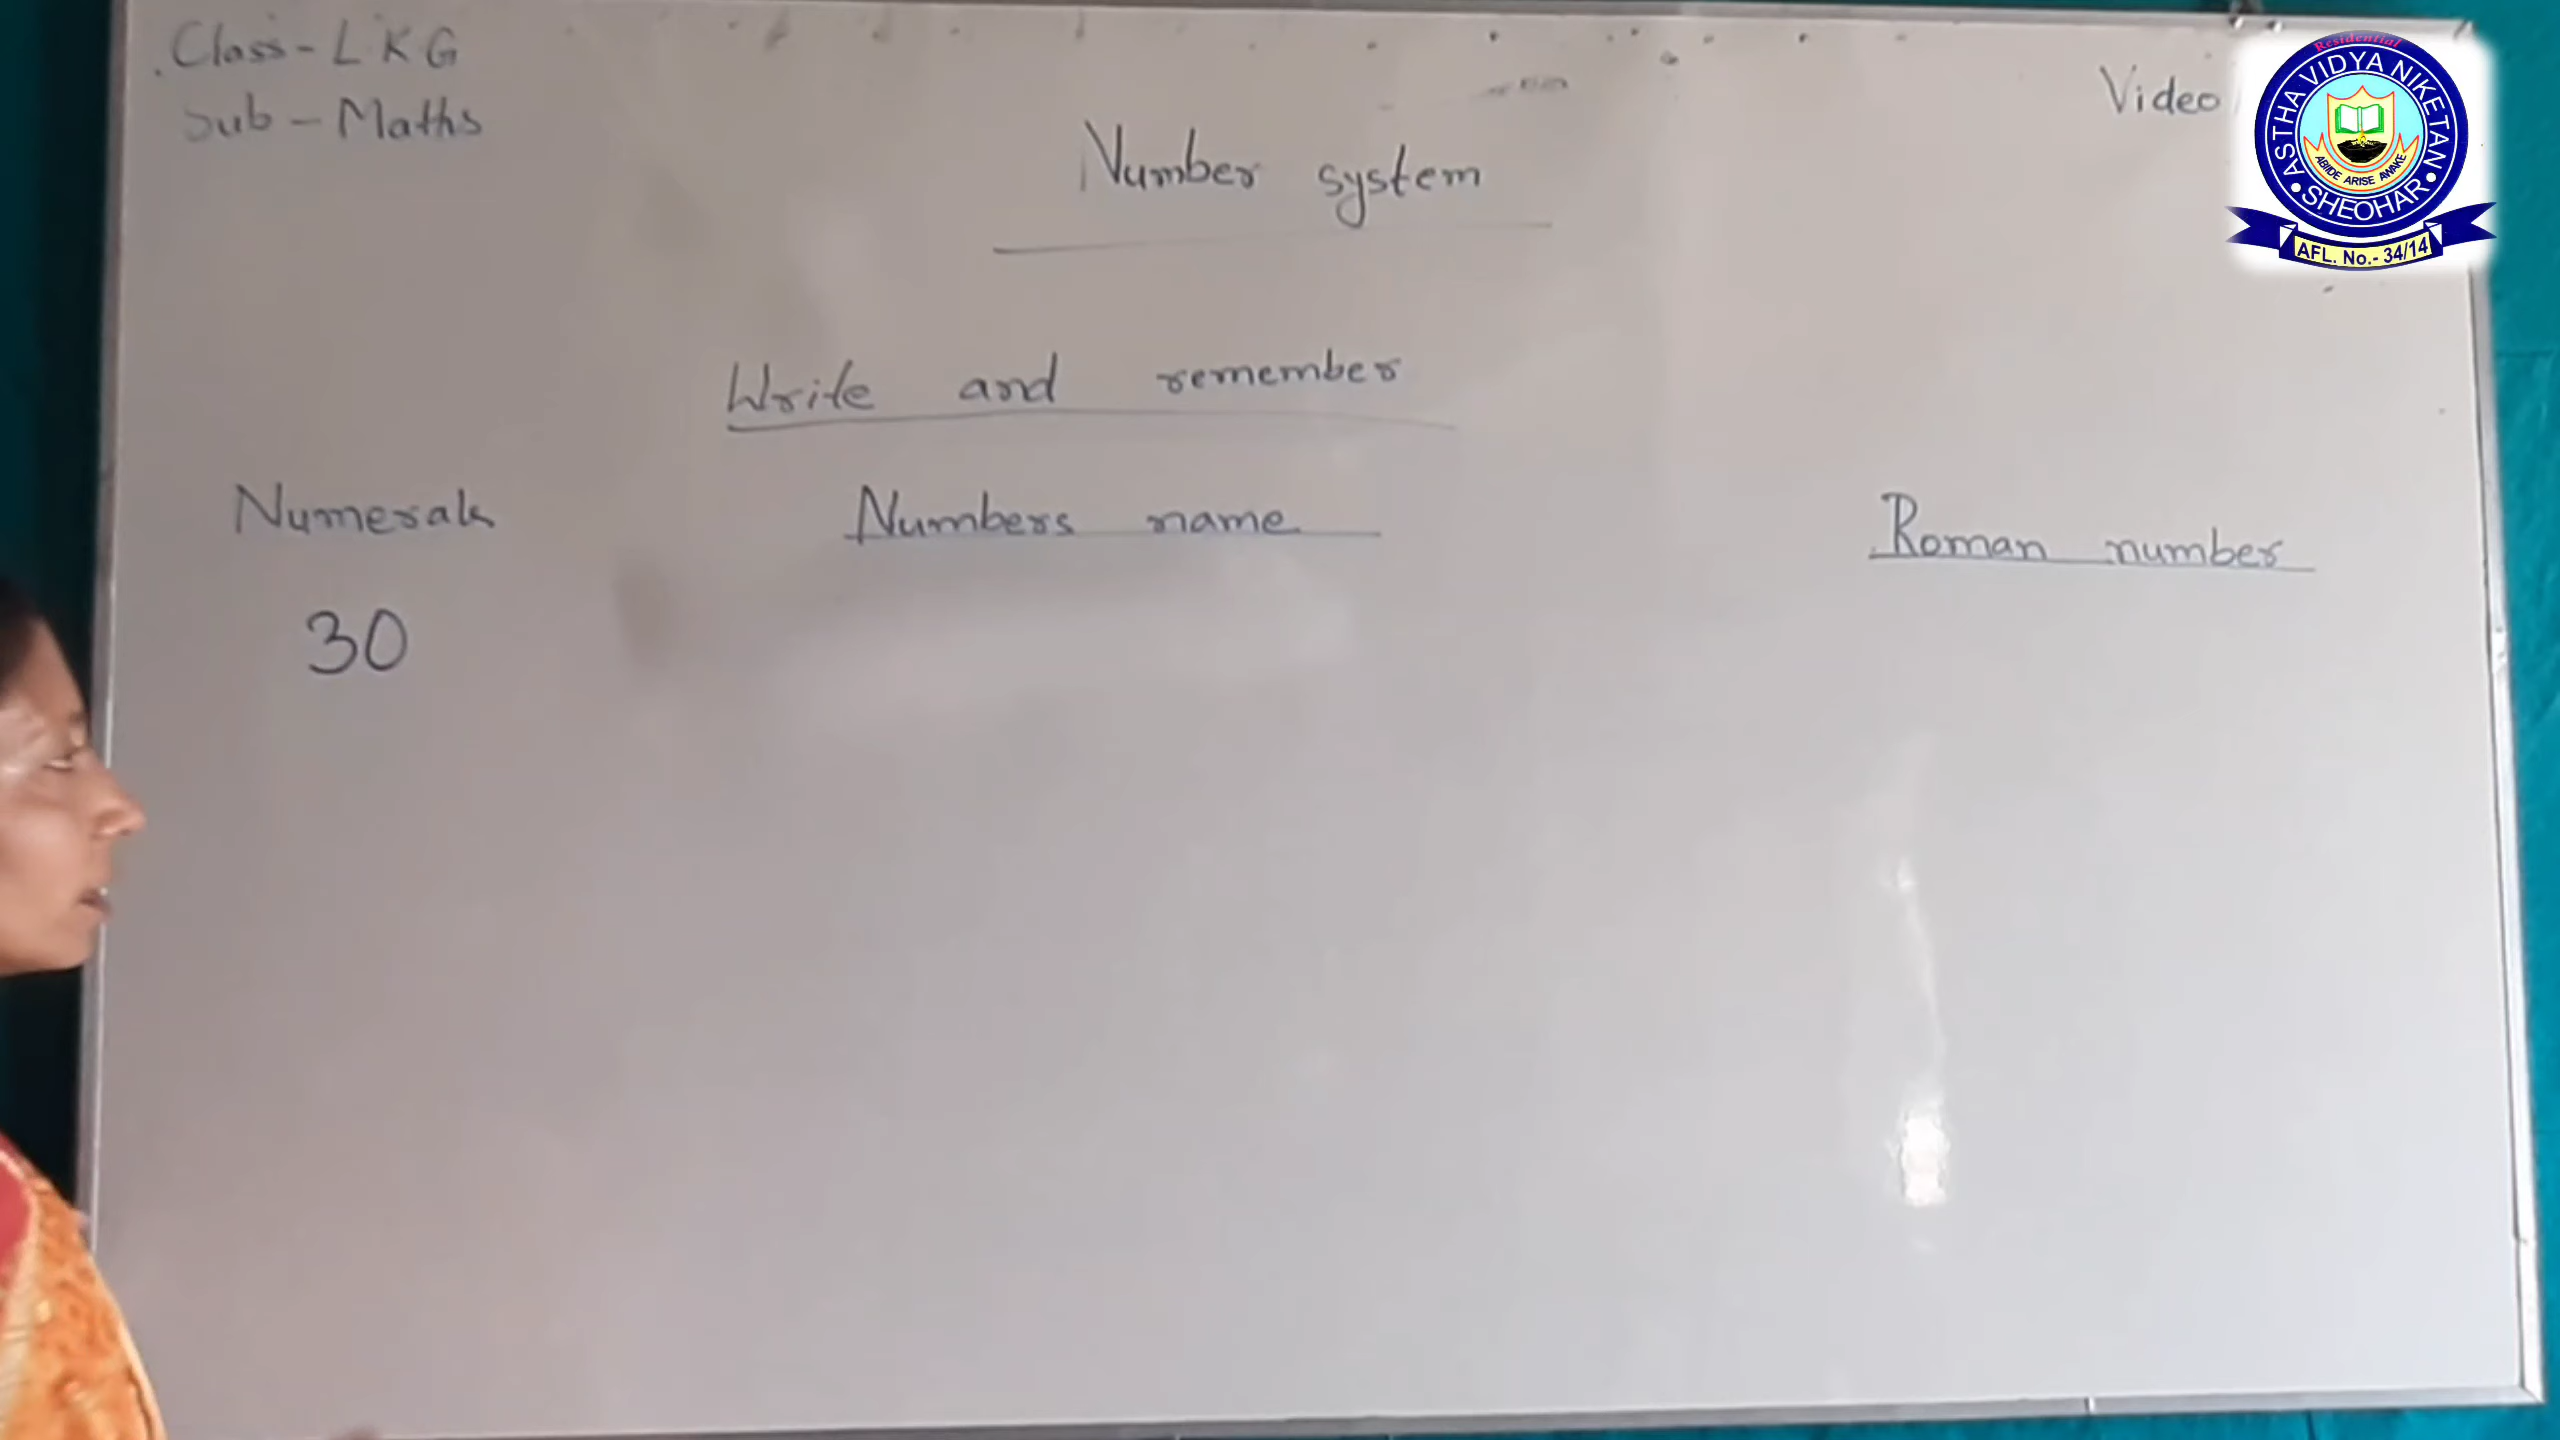 Class - LKG
Sub - Maths
Video
Residential
ASTHA VIDYA NIKETAN
ABIDE ARISE AWAKE
SHEOHAR
AFL. No.- 34/14
Number system
Write and remember
Numerals
Numbers name
Roman number
30